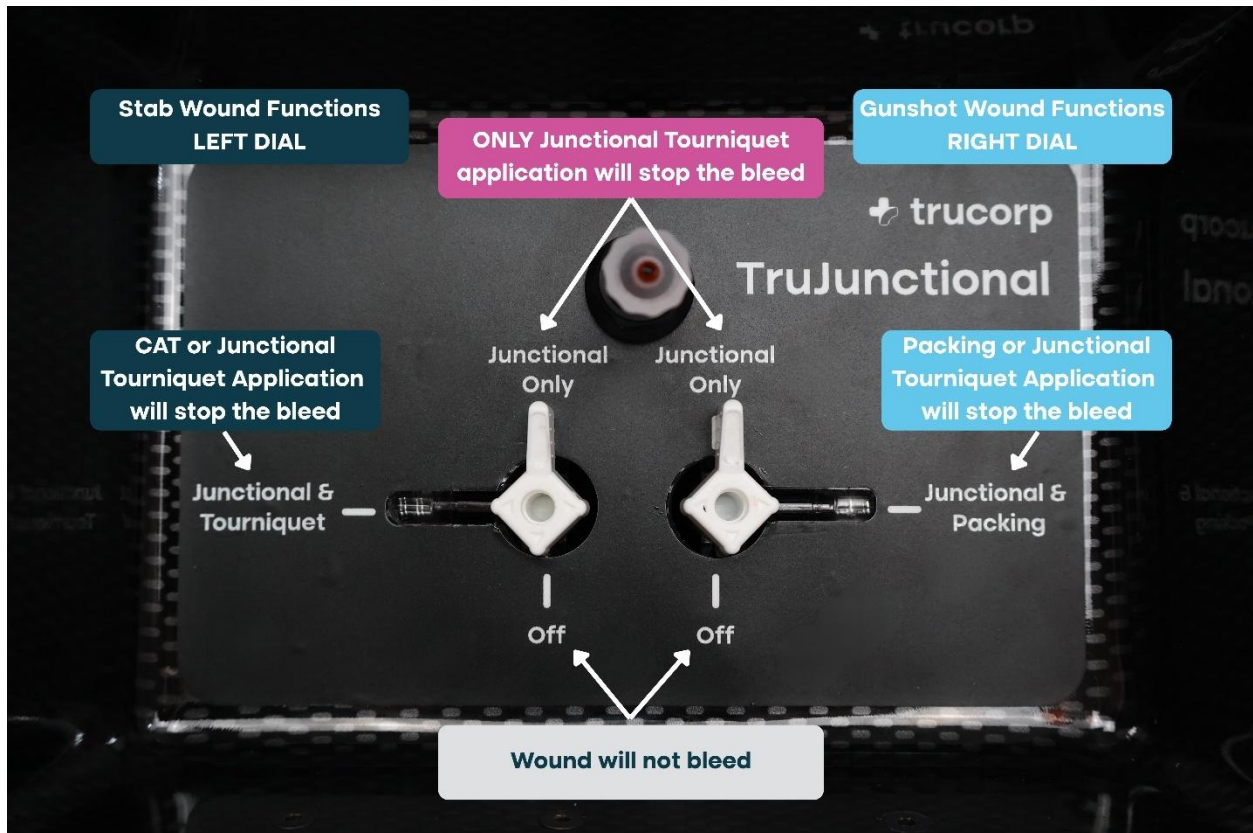 Stab Wound Functions
LEFT DIAL
ONLY Junctional Tourniquet
application will stop the bleed
Gunshot Wound Functions
RIGHT DIAL
trucorp
TruJunctional
CAT or Junctional
Tourniquet Application
will stop the bleed
Junctional
Only
Junctional
Only
Packing or Junctional
Tourniquet Application
will stop the bleed
Junctional &
Tourniquet
Junctional &
Packing
Off
Off
Wound will not bleed